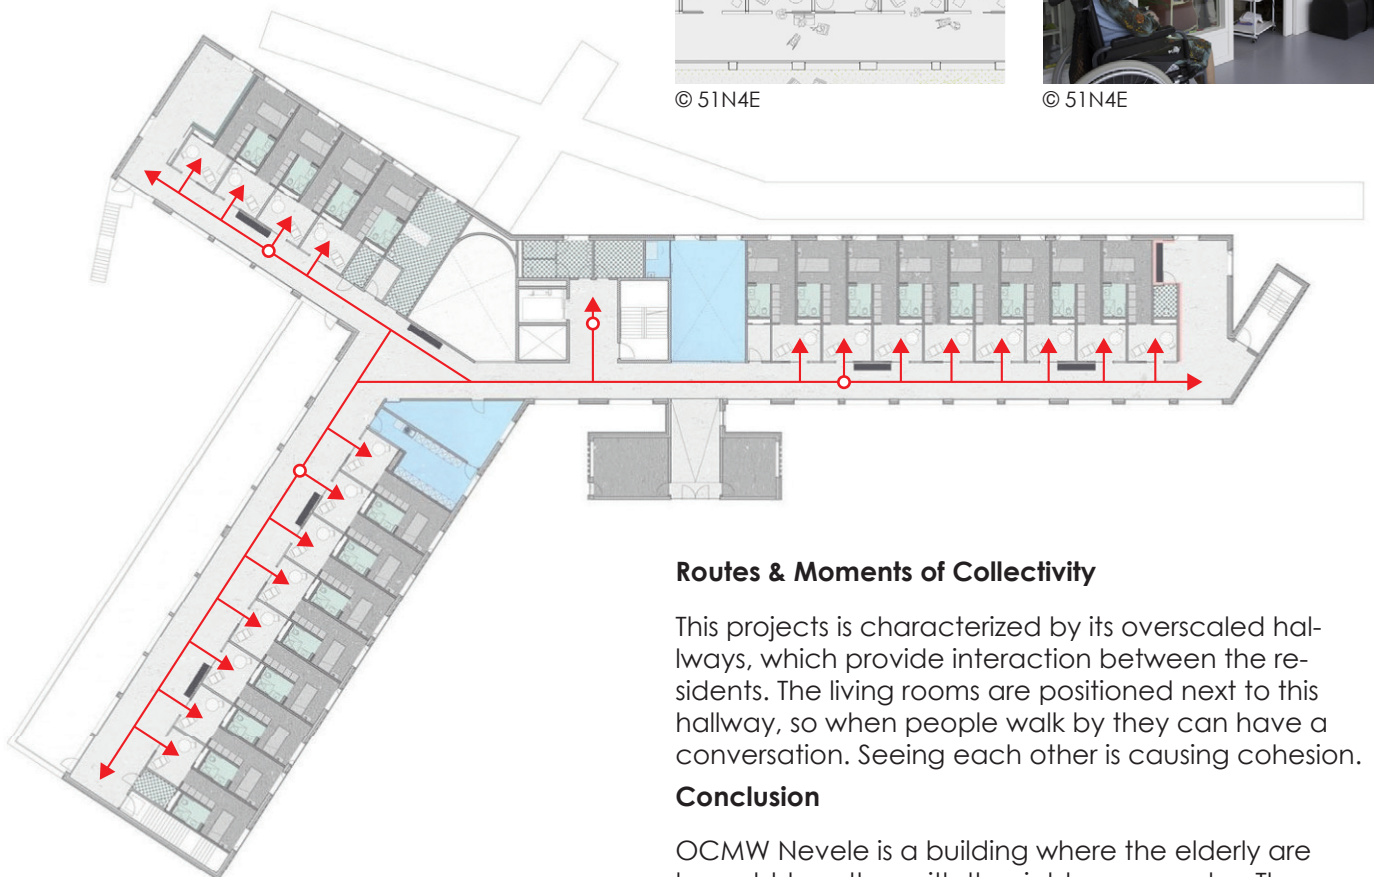 © 51N4E
© 51N4E
Routes & Moments of Collectivity
This projects is characterized by its overscaled hal-
lways, which provide interaction between the re-
sidents. The living rooms are positioned next to this
hallway, so when people walk by they can have a
conversation. Seeing each other is causing cohesion.
Conclusion
OCMW Nevele is a building where the elderly are